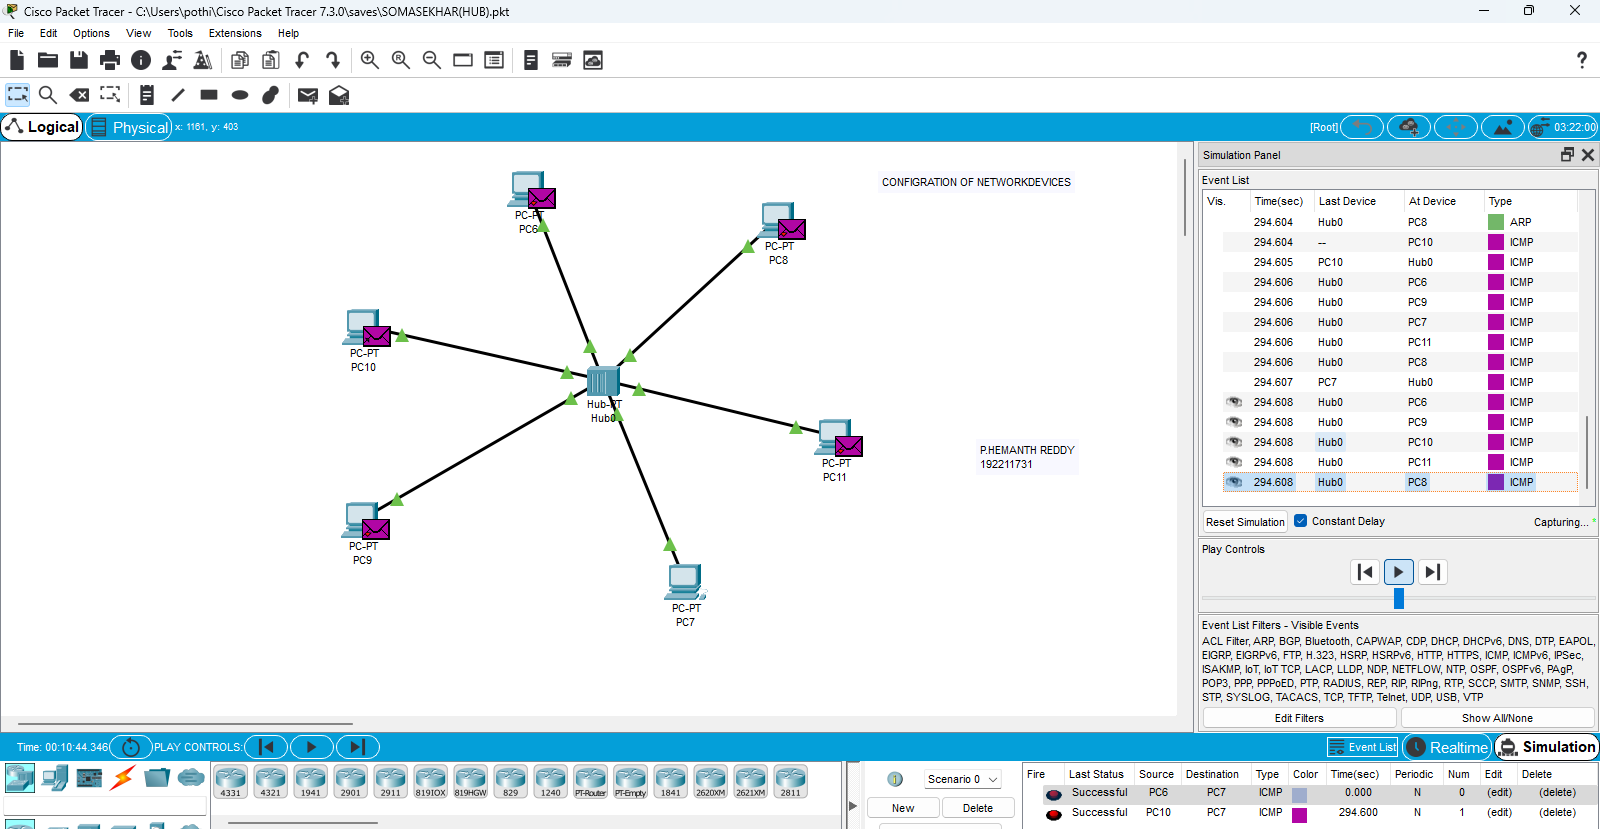 Cisco Packet Tracer - C:\Users\pothi\Cisco Packet Tracer 7.3.0\saves\SOMASEKHAR(HUB).pkt
File Edit Options View Tools Extensions Help
Logical Physical x: 1161, y: 403 [Root] 03:22:00
CONFIGRATION OF NETWORKDEVICES
PC-PT
PC6
PC-PT
PC8
PC-PT
PC10
Hub-PT
Hub0
PC-PT
PC11
P.HEMANTH REDDY
192211731
PC-PT
PC9
PC-PT
PC7
Simulation Panel
Event List
Vis. Time(sec) Last Device At Device Type
294.604 Hub0 PC8 ARP
294.604 -- PC10 ICMP
294.605 PC10 Hub0 ICMP
294.606 Hub0 PC6 ICMP
294.606 Hub0 PC9 ICMP
294.606 Hub0 PC7 ICMP
294.606 Hub0 PC11 ICMP
294.606 Hub0 PC8 ICMP
294.607 PC7 Hub0 ICMP
294.608 Hub0 PC6 ICMP
294.608 Hub0 PC9 ICMP
294.608 Hub0 PC10 ICMP
294.608 Hub0 PC11 ICMP
294.608 Hub0 PC8 ICMP
Reset Simulation Constant Delay Capturing... *
Play Controls
Event List Filters - Visible Events
ACL Filter, ARP, BGP, Bluetooth, CAPWAP, CDP, DHCP, DHCPv6, DNS, DTP, EAPOL,
EIGRP, EIGRPv6, FTP, H.323, HSRP, HSRPv6, HTTP, HTTPS, ICMP, ICMPv6, IPSec,
ISAKMP, IoT, IoT TCP, LACP, LLDP, NDP, NETFLOW, NTP, OSPF, OSPFv6, PAgP,
POP3, PPP, PPPoED, PTP, RADIUS, REP, RIP, RIPng, RTP, SCCP, SMTP, SNMP, SSH,
STP, SYSLOG, TACACS, TCP, TFTP, Telnet, UDP, USB, VTP
Edit Filters Show All/None
Time: 00:10:44.346 PLAY CONTROLS: Event List Realtime Simulation
4331 4321 1941 2901 2911 819IOX 819HGW 829 1240 PT-Router PT-Empty 1841 2620XM 2621XM 2811
Scenario 0
New Delete
Fire Last Status Source Destination Type Color Time(sec) Periodic Num Edit Delete
Successful PC6 PC7 ICMP 0.000 N 0 (edit) (delete)
Successful PC10 PC7 ICMP 294.600 N 1 (edit) (delete)